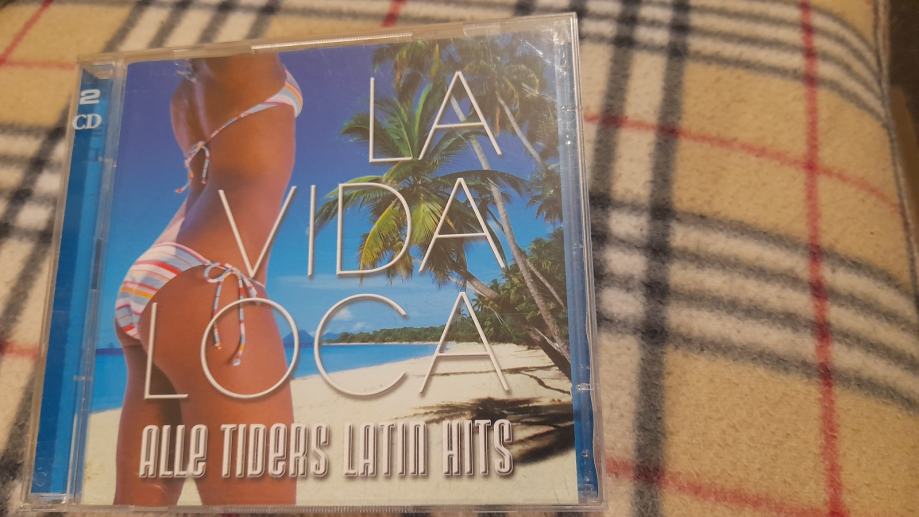 2
CD
LA
VIDA
LOCA
ALLE TIDERS LATIN HITS